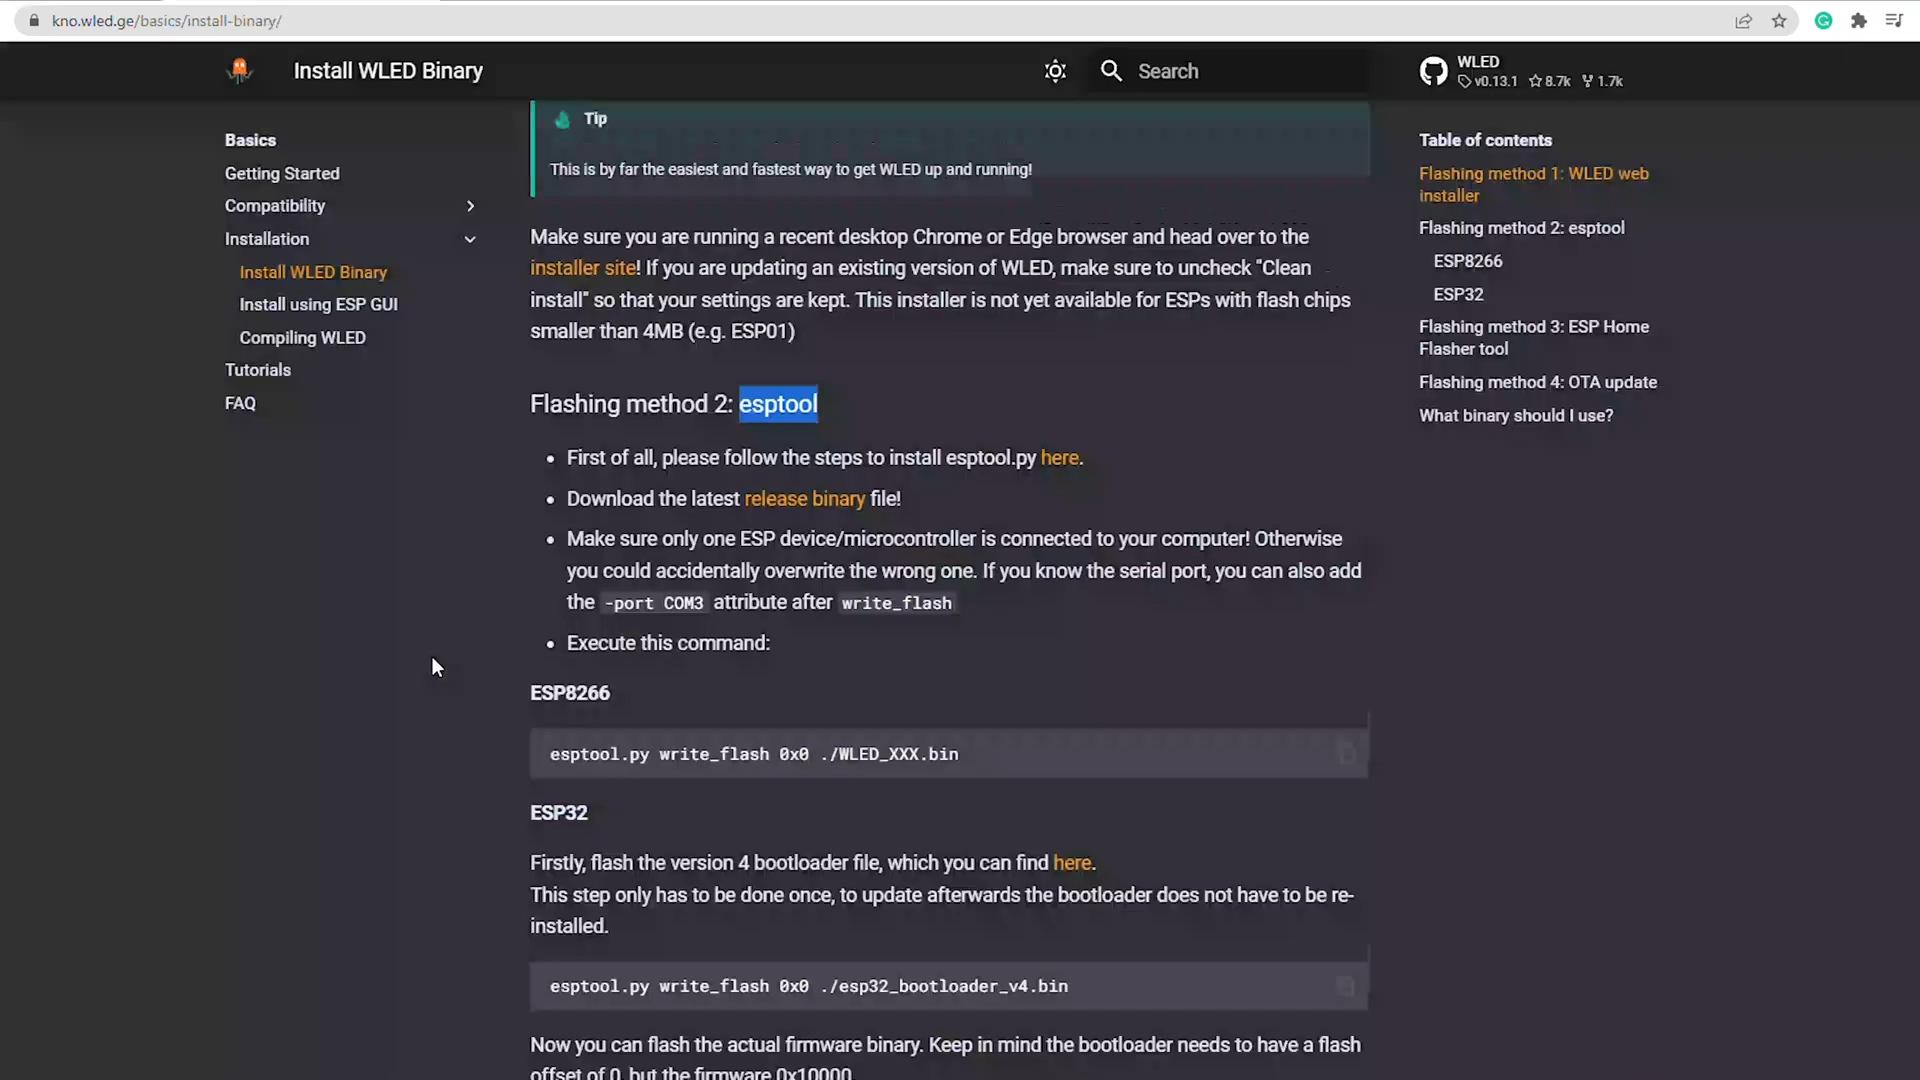 kno.wled.ge/basics/install-binary/
Install WLED Binary
Search
WLED
v0.13.1 8.7k 1.7k
Basics
Getting Started
Compatibility
Installation
Install WLED Binary
Install using ESP GUI
Compiling WLED
Tutorials
FAQ
Tip
This is by far the easiest and fastest way to get WLED up and running!
Make sure you are running a recent desktop Chrome or Edge browser and head over to the
installer site! If you are updating an existing version of WLED, make sure to uncheck "Clean
install" so that your settings are kept. This installer is not yet available for ESPs with flash chips
smaller than 4MB (e.g. ESP01)
Flashing method 2: esptool
First of all, please follow the steps to install esptool.py here.
Download the latest release binary file!
Make sure only one ESP device/microcontroller is connected to your computer! Otherwise
you could accidentally overwrite the wrong one. If you know the serial port, you can also add
the -port COM3 attribute after write_flash
Execute this command:
ESP8266
esptool.py write_flash 0x0 ./WLED_XXX.bin
ESP32
Firstly, flash the version 4 bootloader file, which you can find here.
This step only has to be done once, to update afterwards the bootloader does not have to be re-
installed.
esptool.py write_flash 0x0 ./esp32_bootloader_v4.bin
Now you can flash the actual firmware binary. Keep in mind the bootloader needs to have a flash
offset of 0, but the firmware 0x10000.
Table of contents
Flashing method 1: WLED web
installer
Flashing method 2: esptool
ESP8266
ESP32
Flashing method 3: ESP Home
Flasher tool
Flashing method 4: OTA update
What binary should I use?